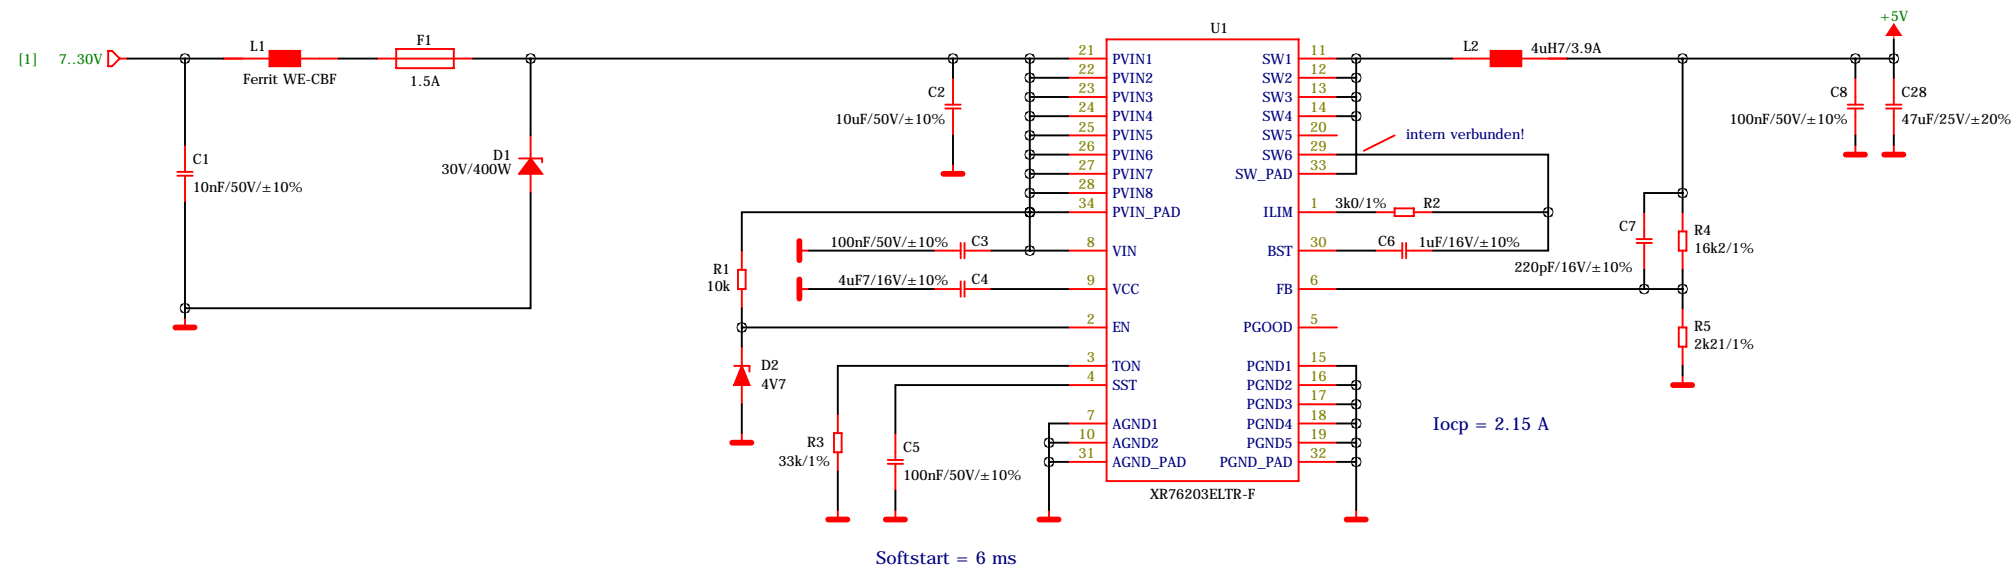 [1] 7..30V
L1
Ferrit WE-CBF
F1
1.5A
C1
10nF/50V/±10%
D1
30V/400W
C2
10uF/50V/±10%
100nF/50V/±10% C3
4uF7/16V/±10% C4
R1
10k
D2
4V7
R3
33k/1%
C5
100nF/50V/±10%
Softstart = 6 ms
U1
21 PVIN1
22 PVIN2
23 PVIN3
24 PVIN4
25 PVIN5
26 PVIN6
27 PVIN7
28 PVIN8
34 PVIN_PAD
8 VIN
9 VCC
2 EN
3 TON
4 SST
7 AGND1
10 AGND2
31 AGND_PAD
SW1 11
SW2 12
SW3 13
SW4 14
SW5 20
SW6 29
SW_PAD 33
ILIM 1
BST 30
FB 6
PGOOD 5
PGND1 15
PGND2 16
PGND3 17
PGND4 18
PGND5 19
PGND_PAD 32
XR76203ELTR-F
intern verbunden!
3k0/1% R2
C6 1uF/16V/±10%
L2 4uH7/3.9A
C7
220pF/16V/±10%
R4
16k2/1%
R5
2k21/1%
Iocp = 2.15 A
+5V
C8
100nF/50V/±10%
C28
47uF/25V/±20%